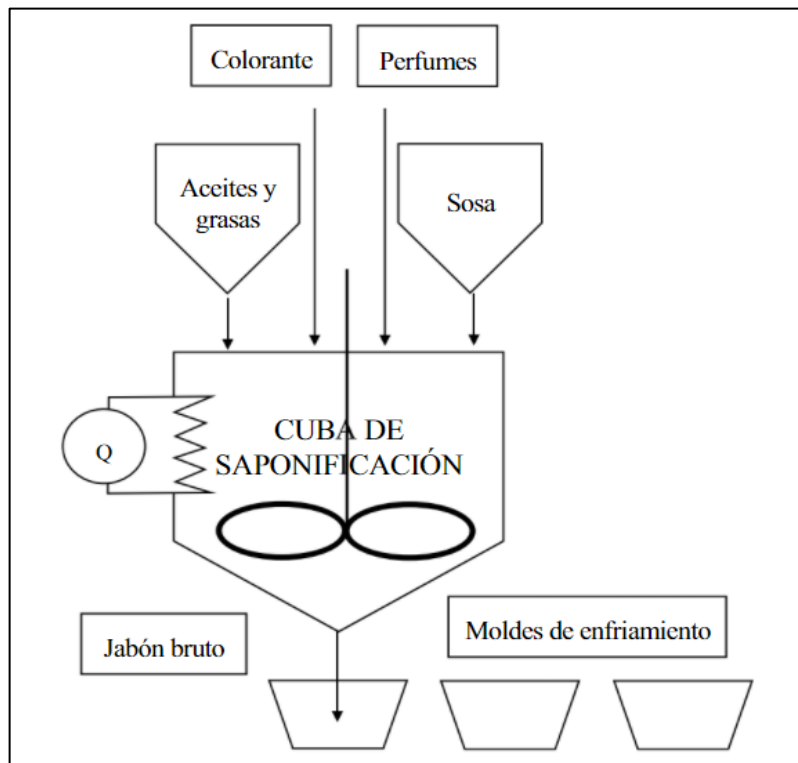 Colorante
Perfumes
Aceites y
grasas
Sosa
Q
CUBA DE
SAPONIFICACIÓN
Jabón bruto
Moldes de enfriamiento